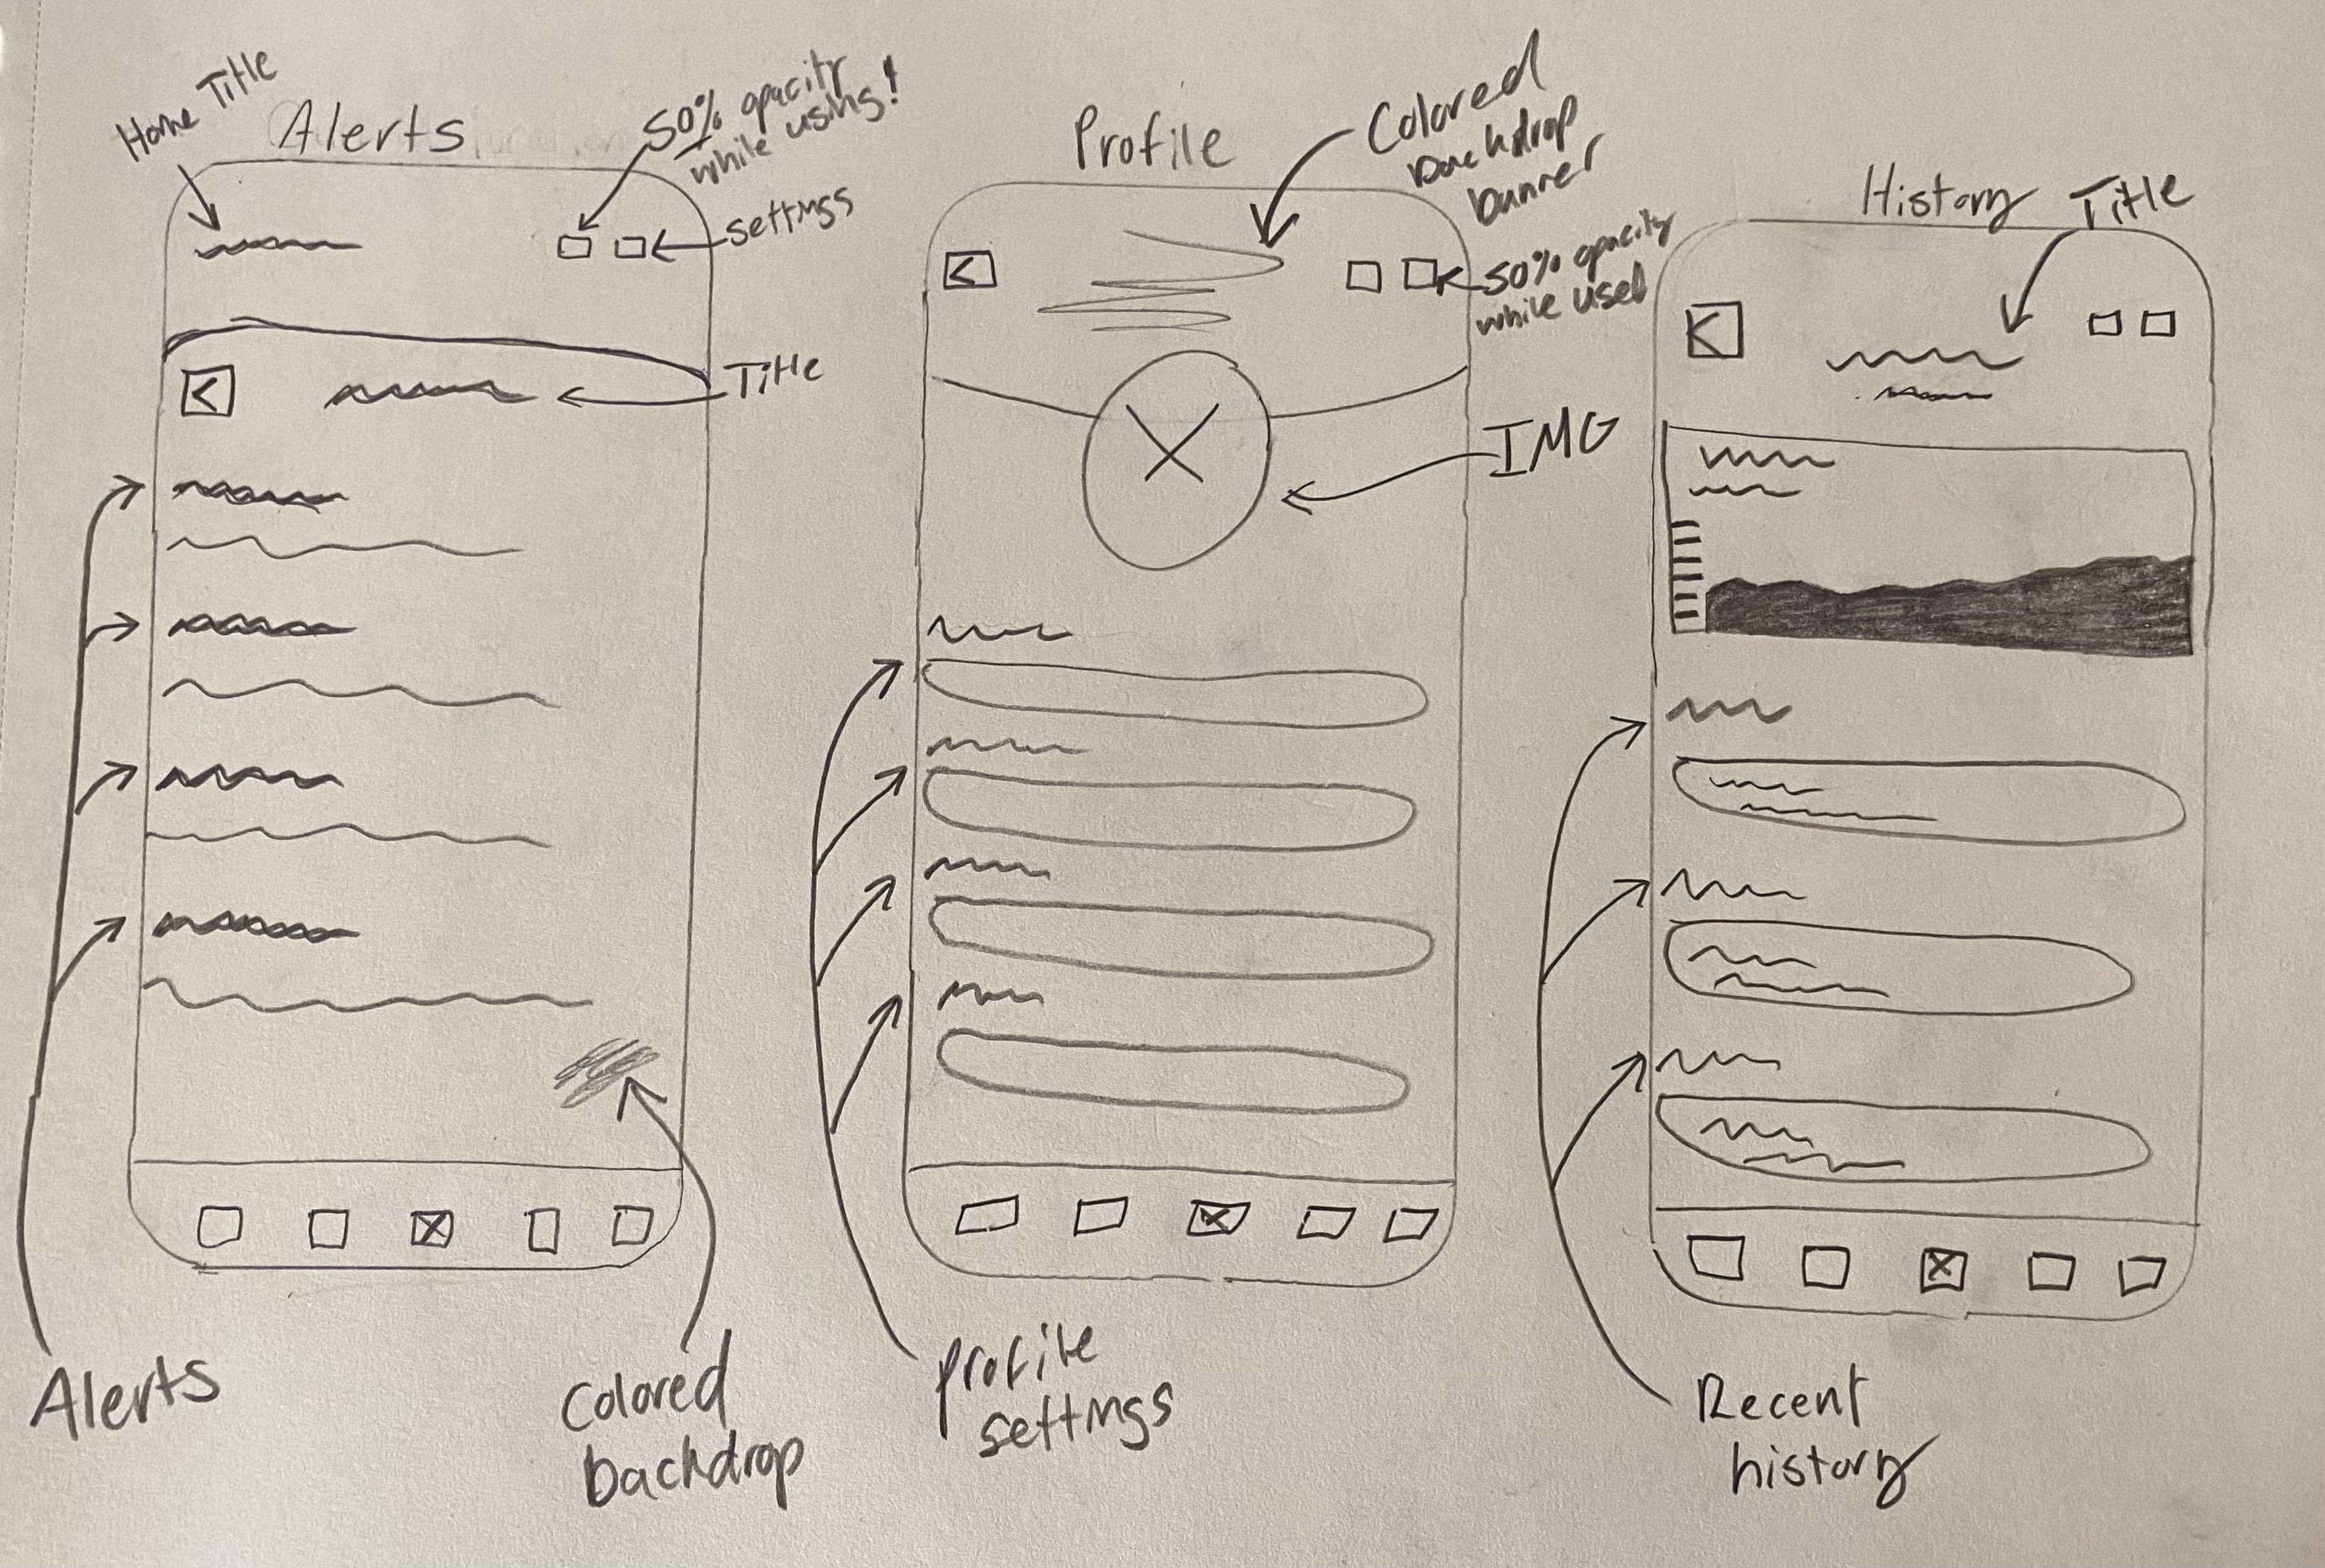 Home Title
Alerts
50% opacity
while using!
settings
Title
Alerts
Colored
backdrop
Profile
Colored
backdrop
banner
50% opacity
while used
IMG
Profile
settings
History
Title
Recent
history